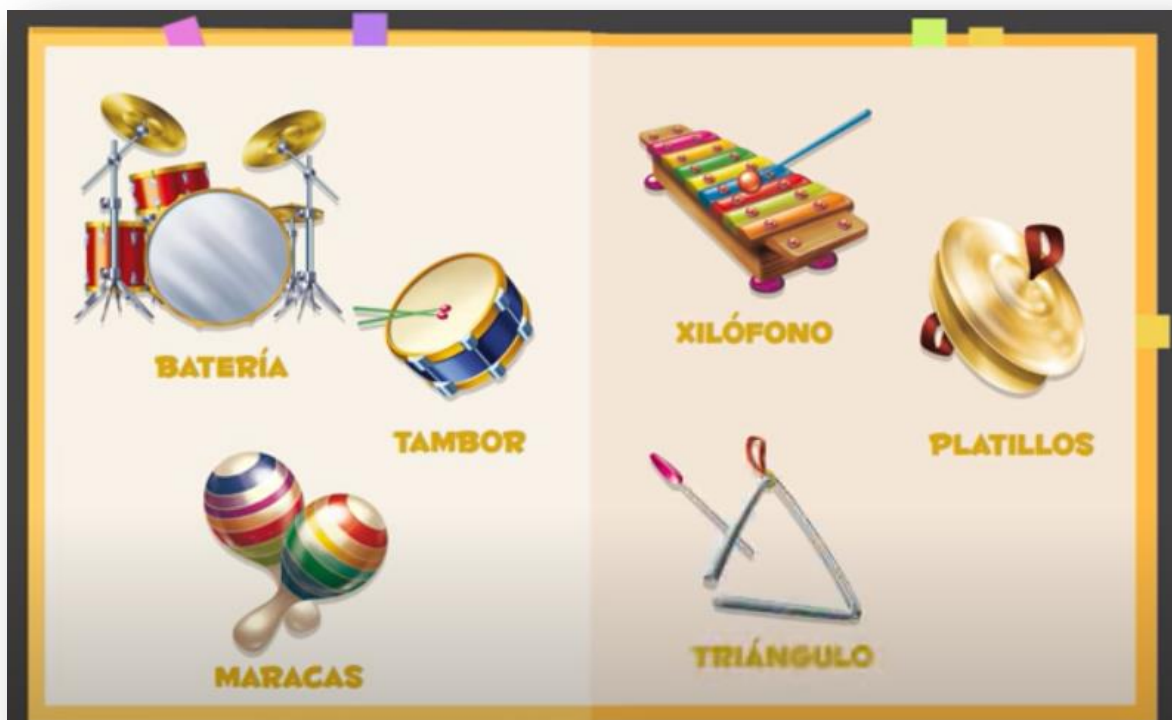 BATERÍA
TAMBOR
MARACAS
XILÓFONO
PLATILLOS
TRIÁNGULO